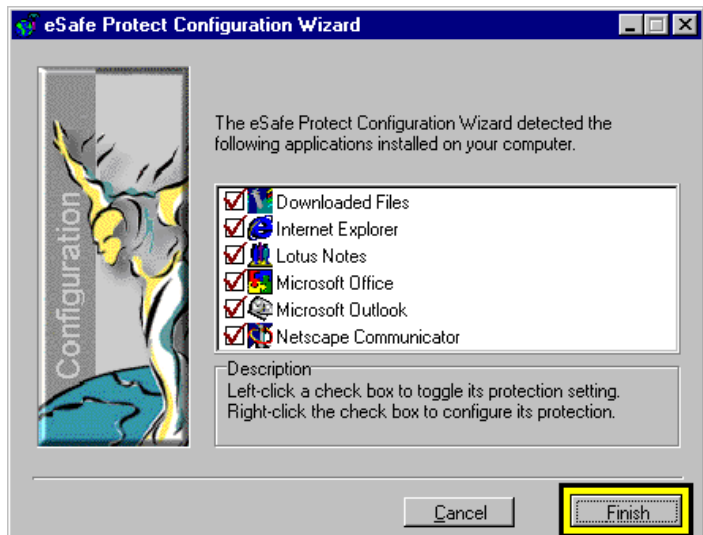 eSafe Protect Configuration Wizard
Configuration
The eSafe Protect Configuration Wizard detected the
following applications installed on your computer.
Downloaded Files
Internet Explorer
Lotus Notes
Microsoft Office
Microsoft Outlook
Netscape Communicator
Description
Left-click a check box to toggle its protection setting.
Right-click the check box to configure its protection.
Cancel
Finish